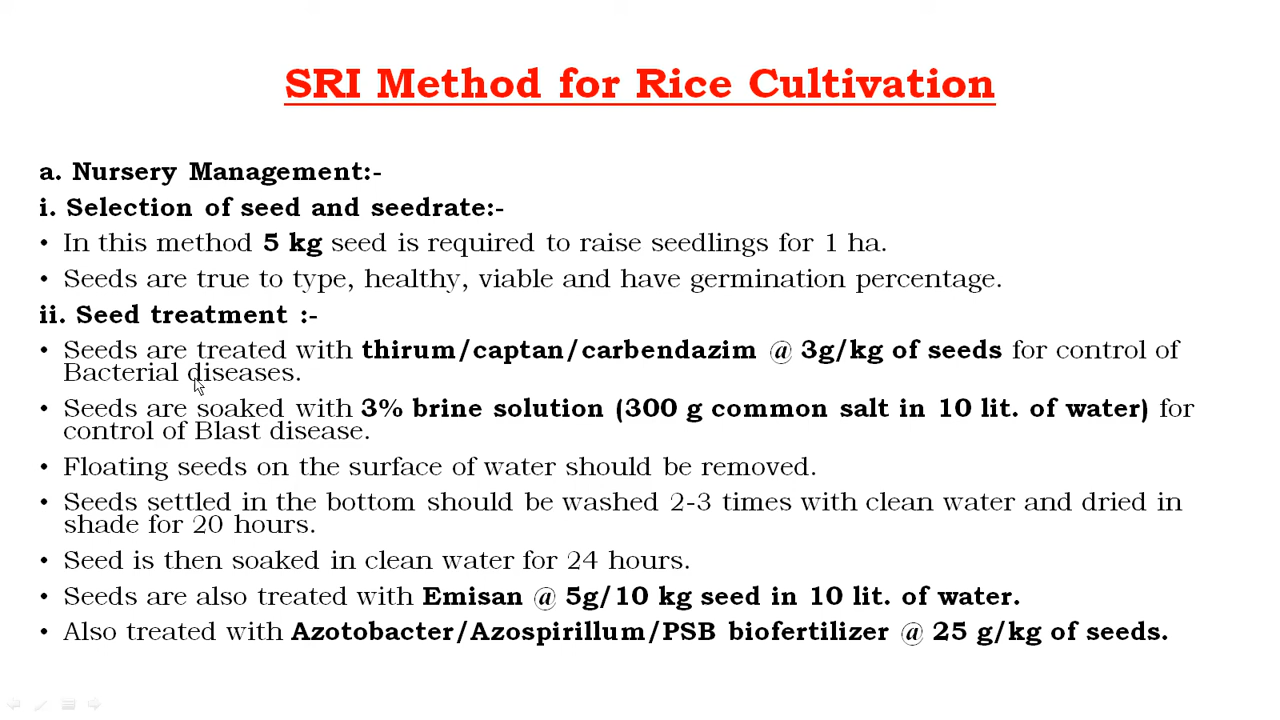 SRI Method for Rice Cultivation
a. Nursery Management:-
i. Selection of seed and seedrate:-
• In this method 5 kg seed is required to raise seedlings for 1 ha.
• Seeds are true to type, healthy, viable and have germination percentage.
ii. Seed treatment :-
• Seeds are treated with thirum/captan/carbendazim @ 3g/kg of seeds for control of
Bacterial diseases.
• Seeds are soaked with 3% brine solution (300 g common salt in 10 lit. of water) for
control of Blast disease.
• Floating seeds on the surface of water should be removed.
• Seeds settled in the bottom should be washed 2-3 times with clean water and dried in
shade for 20 hours.
• Seed is then soaked in clean water for 24 hours.
• Seeds are also treated with Emisan @ 5g/10 kg seed in 10 lit. of water.
• Also treated with Azotobacter/Azospirillum/PSB biofertilizer @ 25 g/kg of seeds.